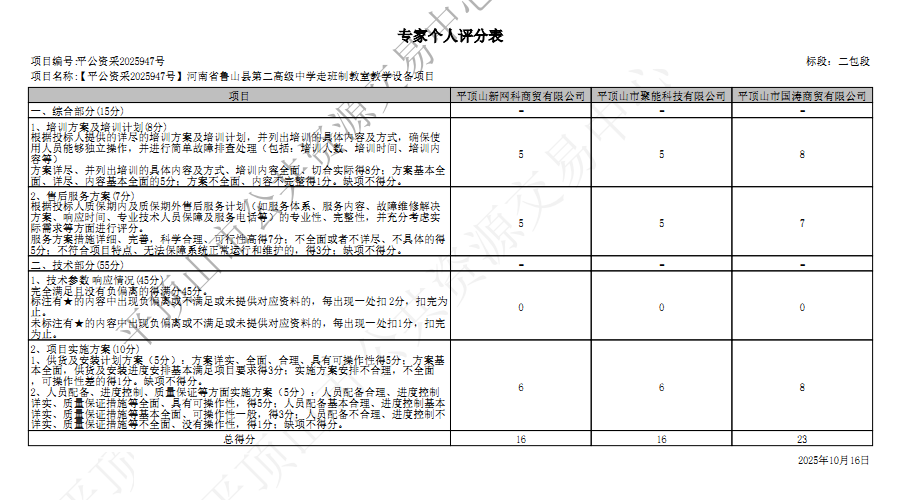 专家个人评分表
项目编号:平公资采2025947号
标段：二包段
项目名称:【平公资采2025947号】河南省鲁山县第二高级中学走班制教室教学设备项目
项目 平顶山新网科商贸有限公司 平顶山市聚能科技有限公司 平顶山市国涛商贸有限公司
一、综合部分(15分) - - -
1、培训方案及培训计划(8分)
根据投标人提供的详尽的培训方案及培训计划，并列出培训的具体内容及方式，确保使
用人员能够独立操作，并进行简单故障排查处理（包括：培训人数、培训时间、培训内
容等）
方案详尽、并列出培训的具体内容及方式、培训内容全面，切合实际得8分；方案基本全
面、详尽、内容基本全面的5分；方案不全面、内容不完整得1分。缺项不得分。
5 5 8
2、售后服务方案(7分)
根据投标人质保期内及质保期外售后服务计划（如服务体系、服务内容、故障维修解决
方案、响应时间、专业技术人员保障及服务电话等）的专业性、完整性，并充分考虑实
际需求等方面进行评分。
服务方案措施详细、完善，科学合理、可行性高得7分；不全面或者不详尽、不具体的得
5分；不符合项目特点、无法保障系统正常运行和维护的，得3分；缺项不得分。
5 5 7
二、技术部分(55分) - - -
1、技术参数 响应情况(45分)
完全满足且没有负偏离的得满分45分。
标注有★的内容中出现负偏离或不满足或未提供对应资料的，每出现一处扣 2分，扣完为
止。
未标注有★的内容中出现负偏离或不满足或未提供对应资料的，每出现一处扣1分，扣完
为止。
0 0 0
2、项目实施方案(10分)
1、供货及安装计划方案（5分）：方案详实、全面、合理、具有可操作性得5分；方案基
本全面，供货及安装进度安排基本满足项目要求得3分；实施方案安排不合理，不全面
，可操作性差的得1分。缺项不得分。
2、人员配备、进度控制、质量保证等方面实施方案（5分）：人员配备合理、进度控制
详实、质量保证措施等全面、具有可操作性，得5分；人员配备基本合理、进度控制基本
详实、质量保证措施等基本全面、可操作性一般，得3分；人员配备不合理、进度控制不
详实、质量保证措施等不全面、没有操作性，得1分；缺项不得分。
6 6 8
总得分 16 16 23
2025年10月16日
平顶山市公共资源交易中心
平顶山市公共资源交易中心